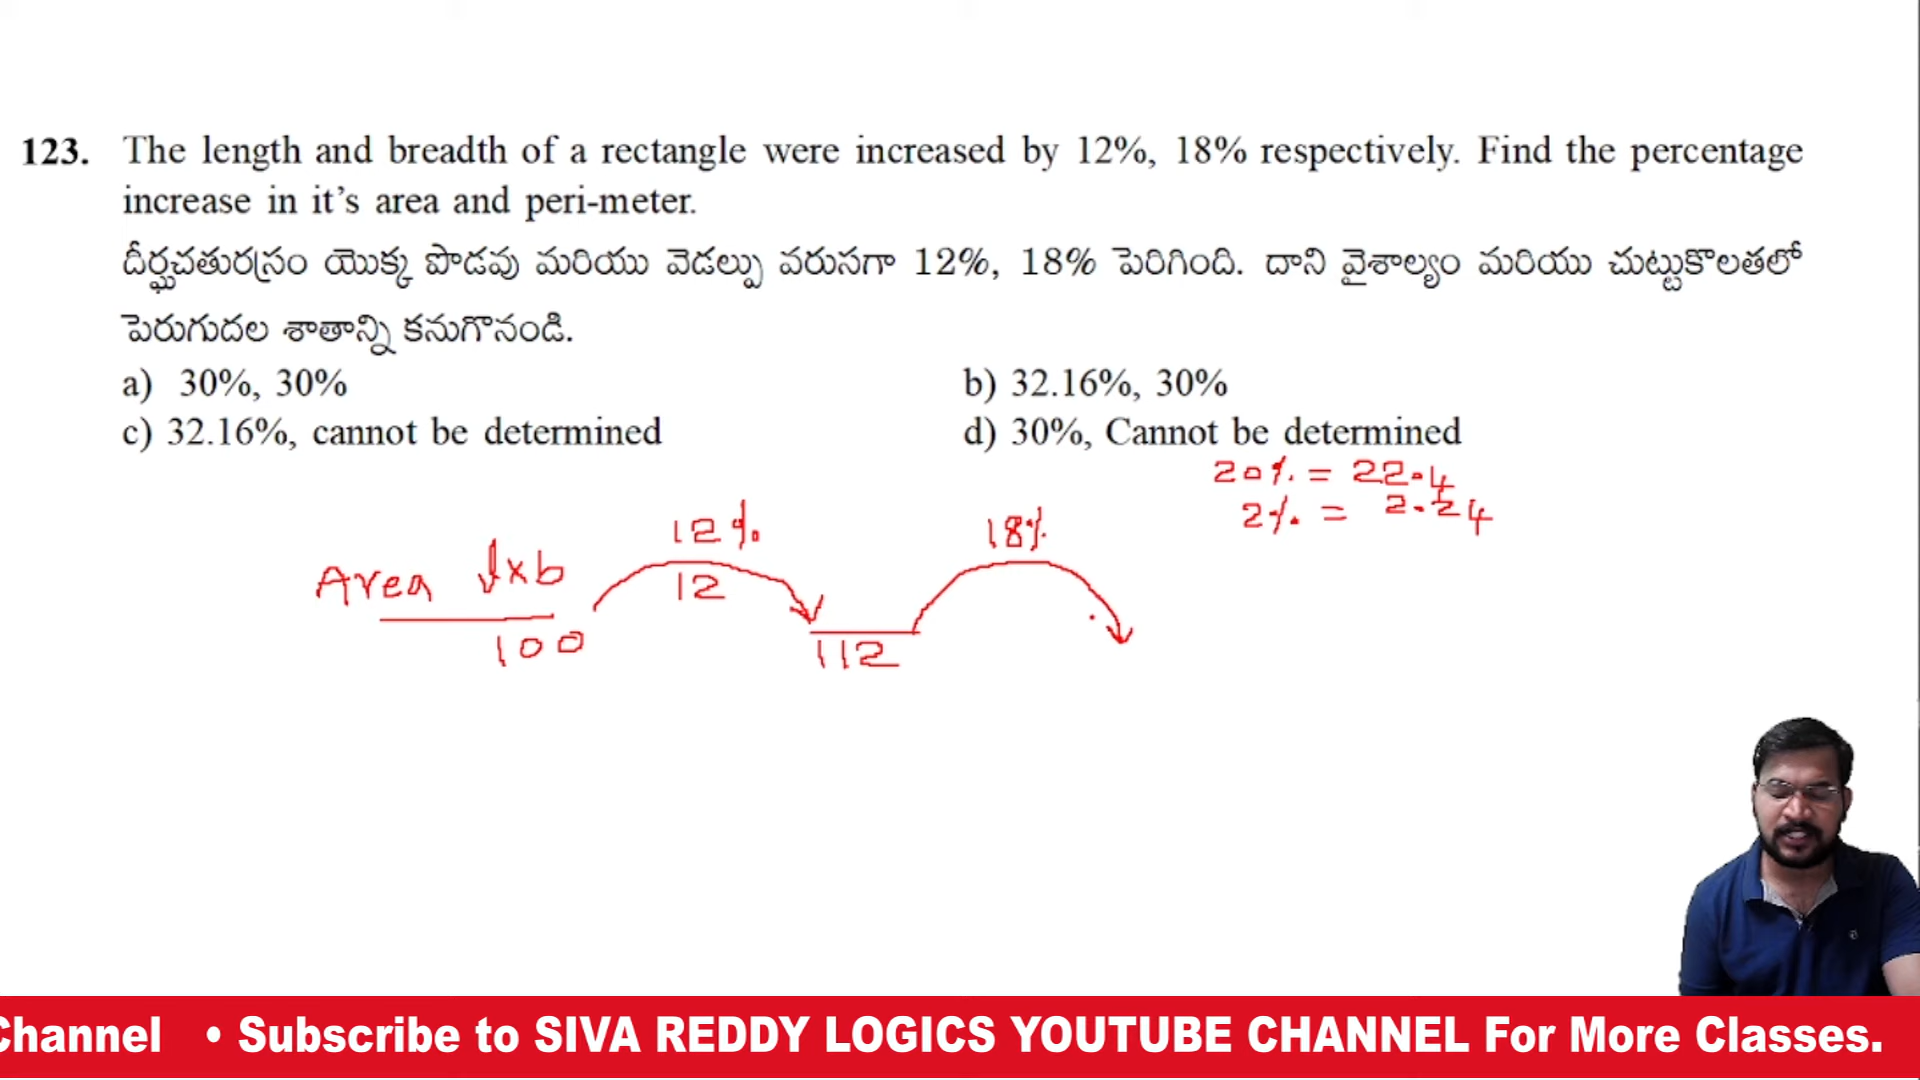 123. The length and breadth of a rectangle were increased by 12%, 18% respectively. Find the percentage
increase in it's area and peri-meter.
దీర్ఘచతురస్రం యొక్క పొడవు మరియు వెడల్పు వరుసగా 12%, 18% పెరిగింది. దాని వైశాల్యం మరియు చుట్టుకొలతలో
పెరుగుదల శాతాన్ని కనుగొనండి.
a) 30%, 30% b) 32.16%, 30%
c) 32.16%, cannot be determined d) 30%, Cannot be determined
20% = 22.4
2% = 2.24
12% 18%
Area l×b 12
100 112
Channel • Subscribe to SIVA REDDY LOGICS YOUTUBE CHANNEL For More Classes.